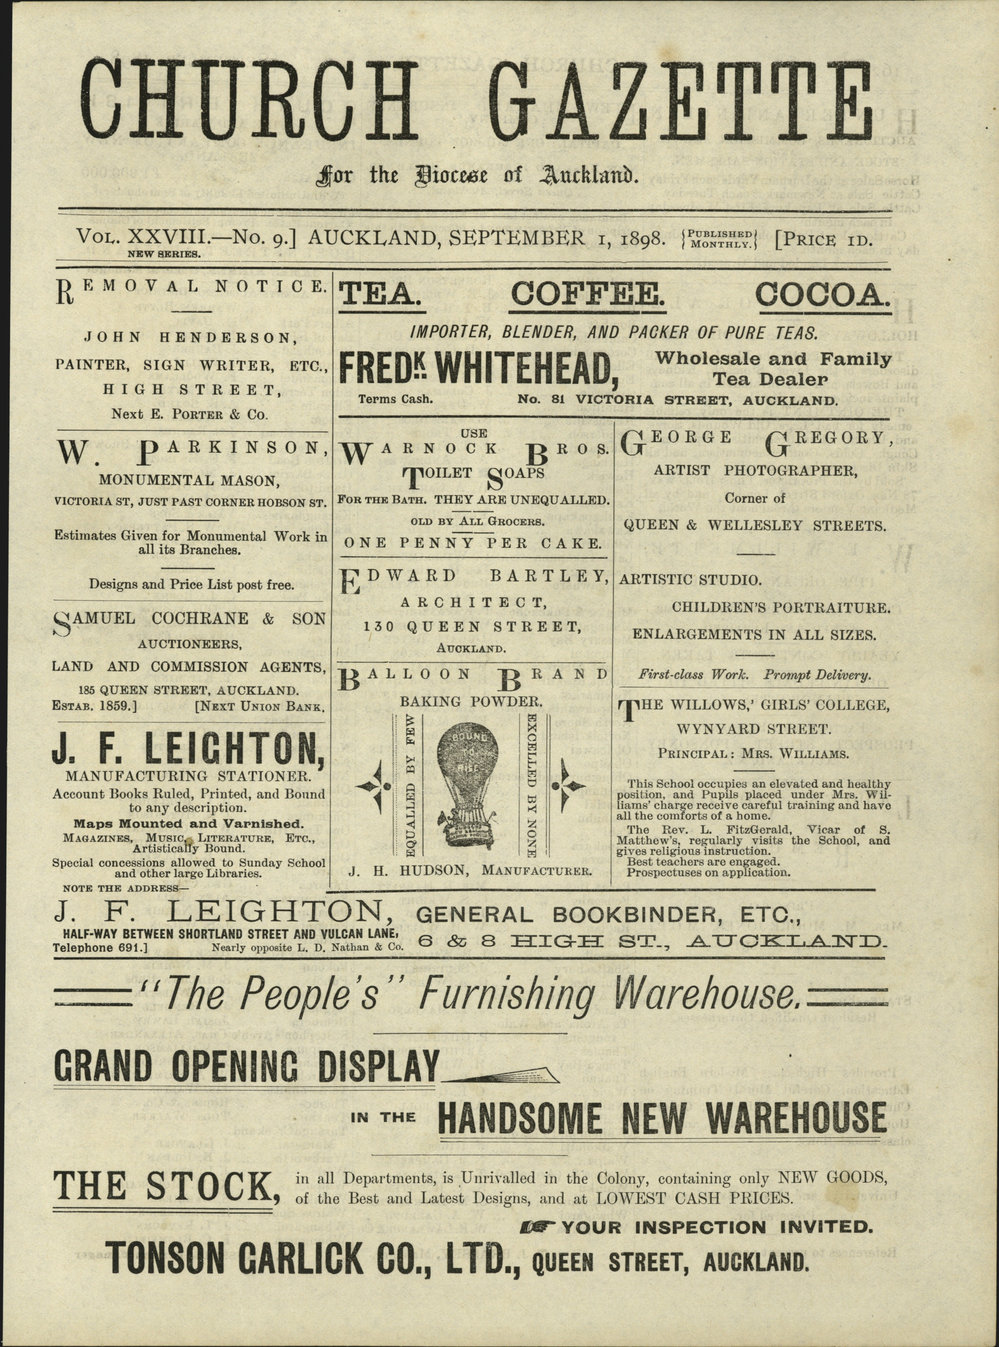 CHURCH GAZETTE
For the Diocese of Auckland.
VOL. XXVIII.—No. 9.] AUCKLAND, SEPTEMBER 1, 1898. {PUBLISHED MONTHLY.} [PRICE 1D.
NEW SERIES.
REMOVAL NOTICE.
JOHN HENDERSON,
PAINTER, SIGN WRITER, ETC.,
HIGH STREET,
Next E. PORTER & Co.
W. PARKINSON,
MONUMENTAL MASON,
VICTORIA ST, JUST PAST CORNER HOBSON ST.
Estimates Given for Monumental Work in
all its Branches.
Designs and Price List post free.
SAMUEL COCHRANE & SON
AUCTIONEERS,
LAND AND COMMISSION AGENTS,
185 QUEEN STREET, AUCKLAND.
ESTAB. 1859.] [NEXT UNION BANK.
J. F. LEIGHTON,
MANUFACTURING STATIONER.
Account Books Ruled, Printed, and Bound
to any description.
Maps Mounted and Varnished.
MAGAZINES, MUSIC, LITERATURE, ETC.,
Artistically Bound.
Special concessions allowed to Sunday School
and other large Libraries.
NOTE THE ADDRESS—
TEA. COFFEE. COCOA.
IMPORTER, BLENDER, AND PACKER OF PURE TEAS.
FREDK. WHITEHEAD,
Wholesale and Family
Tea Dealer
Terms Cash. No. 81 VICTORIA STREET, AUCKLAND.
USE
WARNOCK BROS.
TOILET SOAPS
FOR THE BATH. THEY ARE UNEQUALLED.
OLD BY ALL GROCERS.
ONE PENNY PER CAKE.
EDWARD BARTLEY,
ARCHITECT,
130 QUEEN STREET,
AUCKLAND.
BALLOON BRAND
BAKING POWDER.
EQUALLED BY FEW
BOUND
TO
RISE
EXCELLED BY NONE
J. H. HUDSON, MANUFACTURER.
GEORGE GREGORY,
ARTIST PHOTOGRAPHER,
Corner of
QUEEN & WELLESLEY STREETS.
ARTISTIC STUDIO.
CHILDREN'S PORTRAITURE.
ENLARGEMENTS IN ALL SIZES.
First-class Work. Prompt Delivery.
THE WILLOWS,' GIRLS' COLLEGE,
WYNYARD STREET.
PRINCIPAL: MRS. WILLIAMS.
This School occupies an elevated and healthy
position, and Pupils placed under Mrs. Wil-
liams' charge receive careful training and have
all the comforts of a home.
The Rev. L. FitzGerald, Vicar of S.
Matthew's, regularly visits the School, and
gives religious instruction.
Best teachers are engaged.
Prospectuses on application.
J. F. LEIGHTON, GENERAL BOOKBINDER, ETC.,
HALF-WAY BETWEEN SHORTLAND STREET AND VULCAN LANE,
Telephone 691.] Nearly opposite L. D. Nathan & Co.
6 & 8 HIGH ST., AUCKLAND.
"The People's" Furnishing Warehouse.
GRAND OPENING DISPLAY
IN THE HANDSOME NEW WAREHOUSE
THE STOCK, in all Departments, is Unrivalled in the Colony, containing only NEW GOODS,
of the Best and Latest Designs, and at LOWEST CASH PRICES.
YOUR INSPECTION INVITED.
TONSON GARLICK CO., LTD., QUEEN STREET, AUCKLAND.